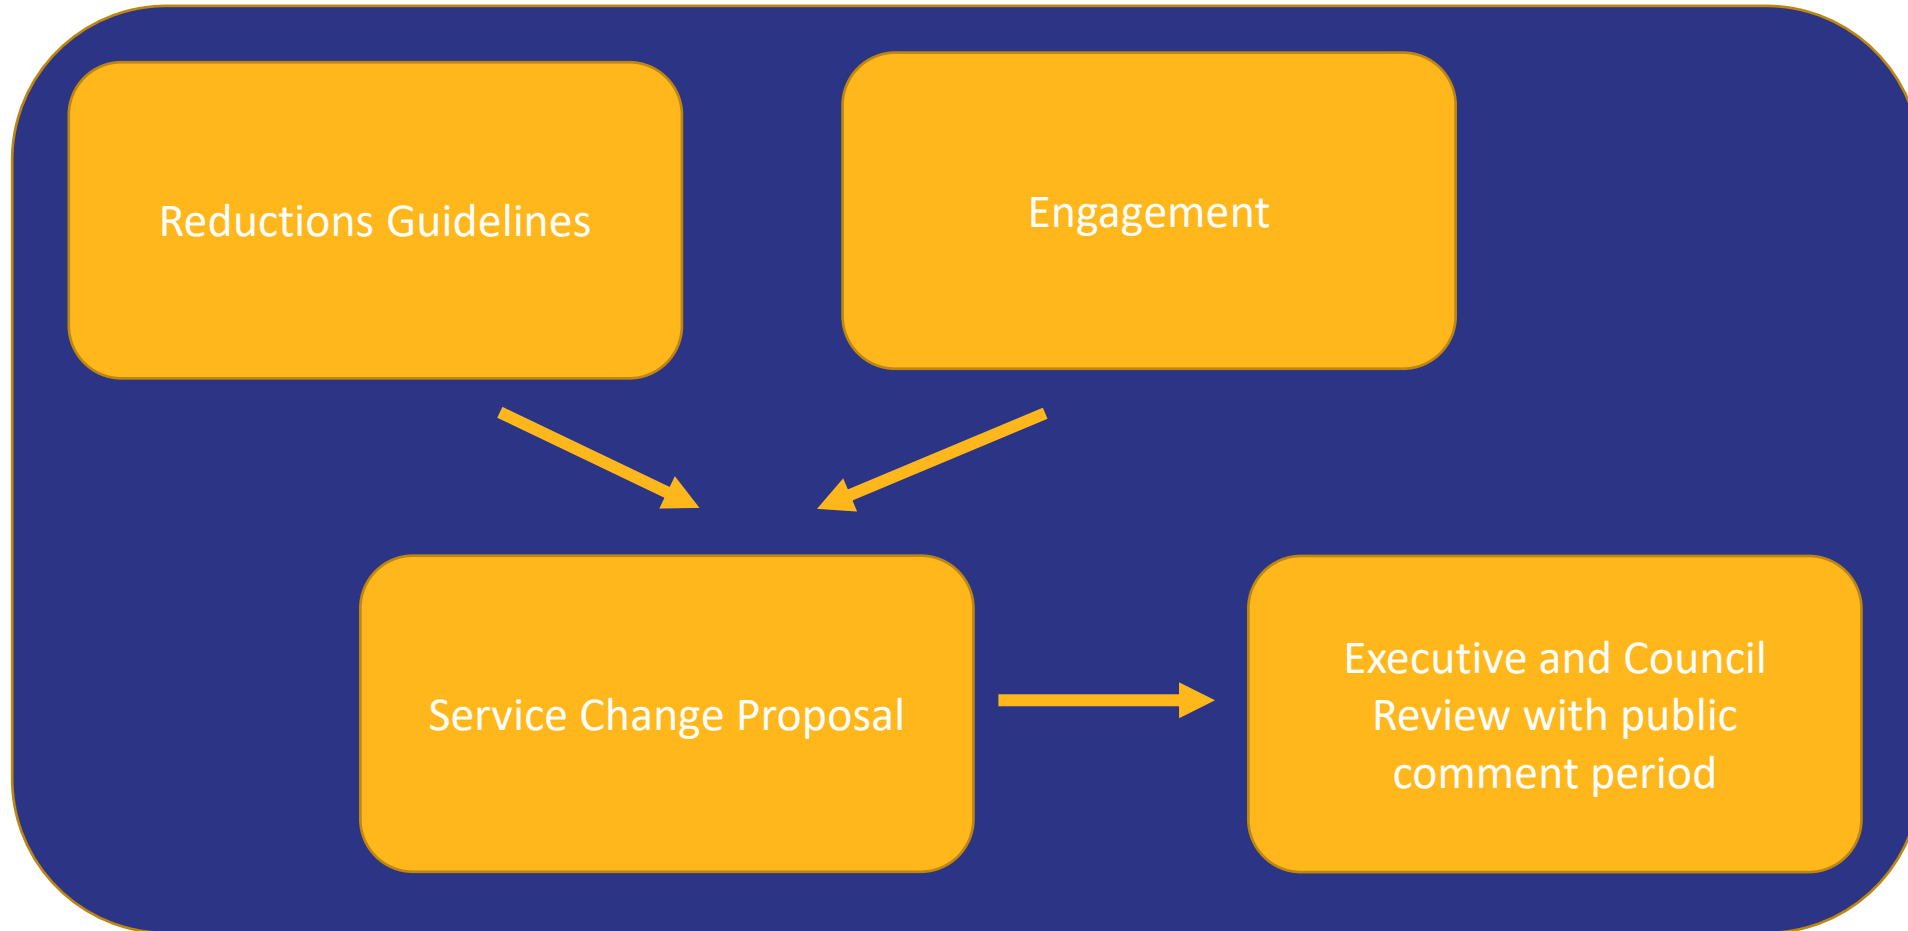 Reductions Guidelines
Engagement
Service Change Proposal
Executive and Council
Review with public
comment period